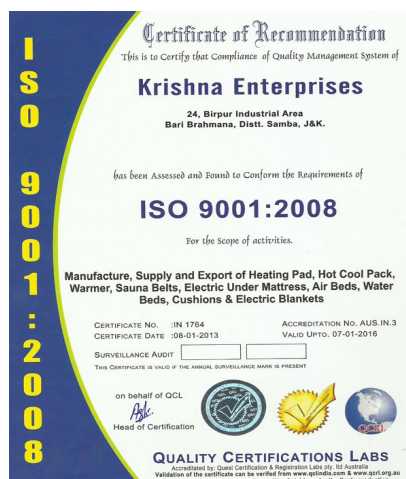 ISO 9001:2008
Certificate of Recommendation
This is to Certify that Compliance of Quality Management System of
Krishna Enterprises
24, Birpur Industrial Area
Bari Brahmana, Distt. Samba, J&K.
has been Assessed and Found to Conform the Requirements of
ISO 9001:2008
For the Scope of activities.
Manufacture, Supply and Export of Heating Pad, Hot Cool Pack,
Warmer, Sauna Belts, Electric Under Mattress, Air Beds, Water
Beds, Cushions & Electric Blankets
CERTIFICATE NO. :IN 1764 ACCREDITATION NO. AUS.IN.3
CERTIFICATE DATE :08-01-2013 VALID UPTO. 07-01-2016
SURVEILLANCE AUDIT
THIS CERTIFICATE IS VALID IF THE ANNUAL SURVEILLANCE MARK IS PRESENT
on behalf of QCL
Head of Certification
QCRL
QUALITY CERTIFICATIONS LABS
Accreditated by: Quest Certification & Registration Labs pty. ltd Australia
Validation of the certificate can be verifed from www.qclindia.com & www.qcrl.org.au